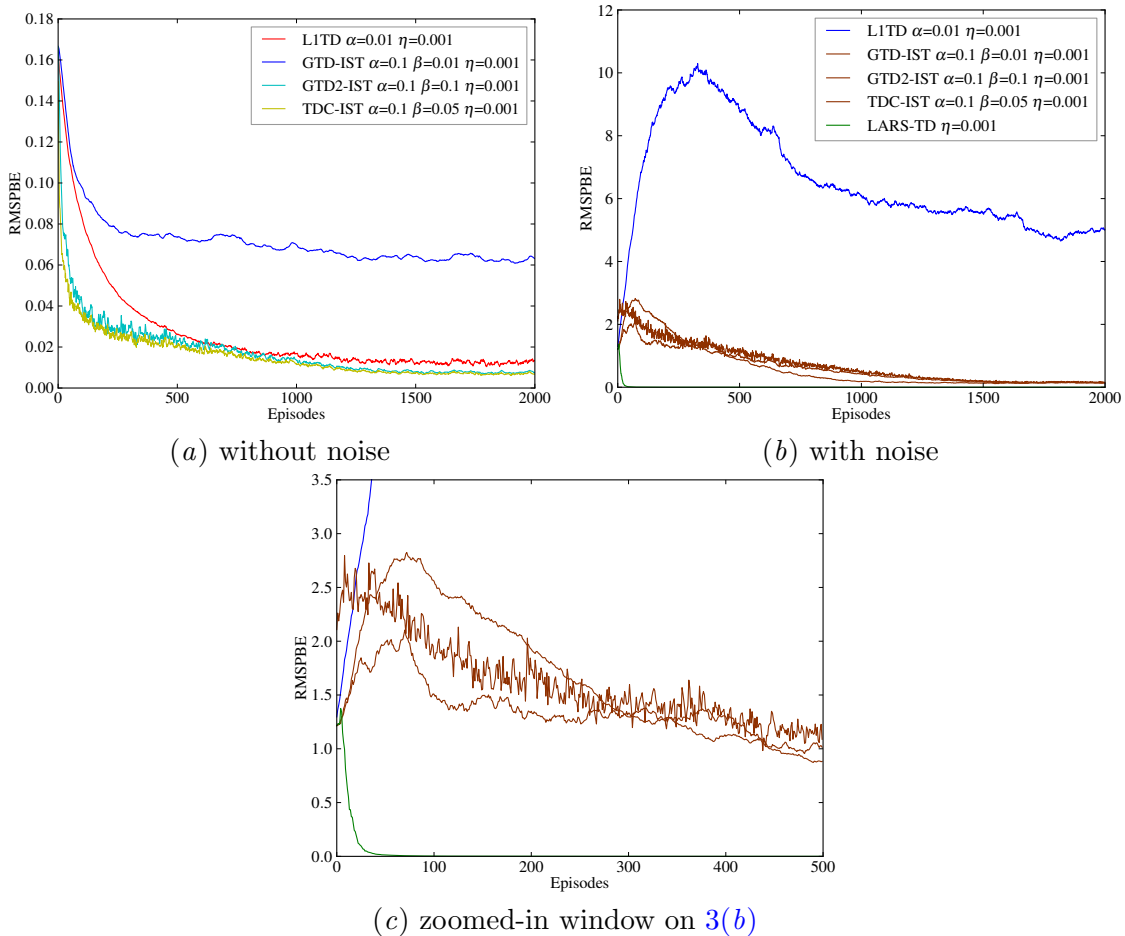 0.18
0.16
0.14
0.12
0.10
0.08
0.06
0.04
0.02
0.00
RMSPBE
L1TD α=0.01 η=0.001
GTD-IST α=0.1 β=0.01 η=0.001
GTD2-IST α=0.1 β=0.1 η=0.001
TDC-IST α=0.1 β=0.05 η=0.001
0 500 1000 1500 2000
Episodes
(a) without noise
12
10
8
6
4
2
0
RMSPBE
L1TD α=0.01 η=0.001
GTD-IST α=0.1 β=0.01 η=0.001
GTD2-IST α=0.1 β=0.1 η=0.001
TDC-IST α=0.1 β=0.05 η=0.001
LARS-TD η=0.001
0 500 1000 1500 2000
Episodes
(b) with noise
3.5
3.0
2.5
2.0
1.5
1.0
0.5
0.0
RMSPBE
0 100 200 300 400 500
Episodes
(c) zoomed-in window on 3(b)